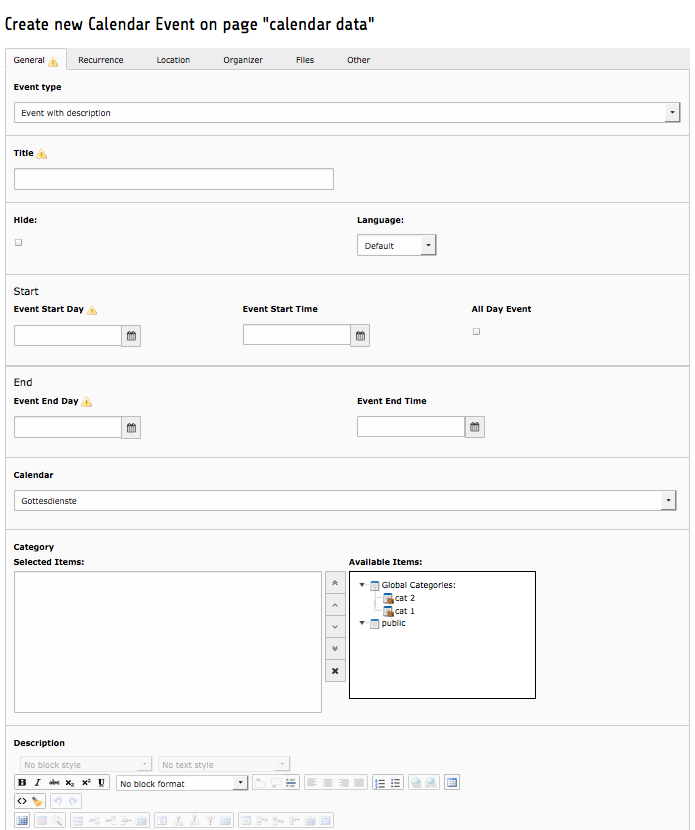 Create new Calendar Event on page "calendar data"
General Recurrence Location Organizer Files Other
Event type
Event with description
Title
Hide: Language:
Default
Start
Event Start Day Event Start Time All Day Event
End
Event End Day Event End Time
Calendar
Gottesdienste
Category
Selected Items: Available Items:
Global Categories:
cat 2
cat 1
public
Description
No block style No text style
B I abc x₂ x² U No block format